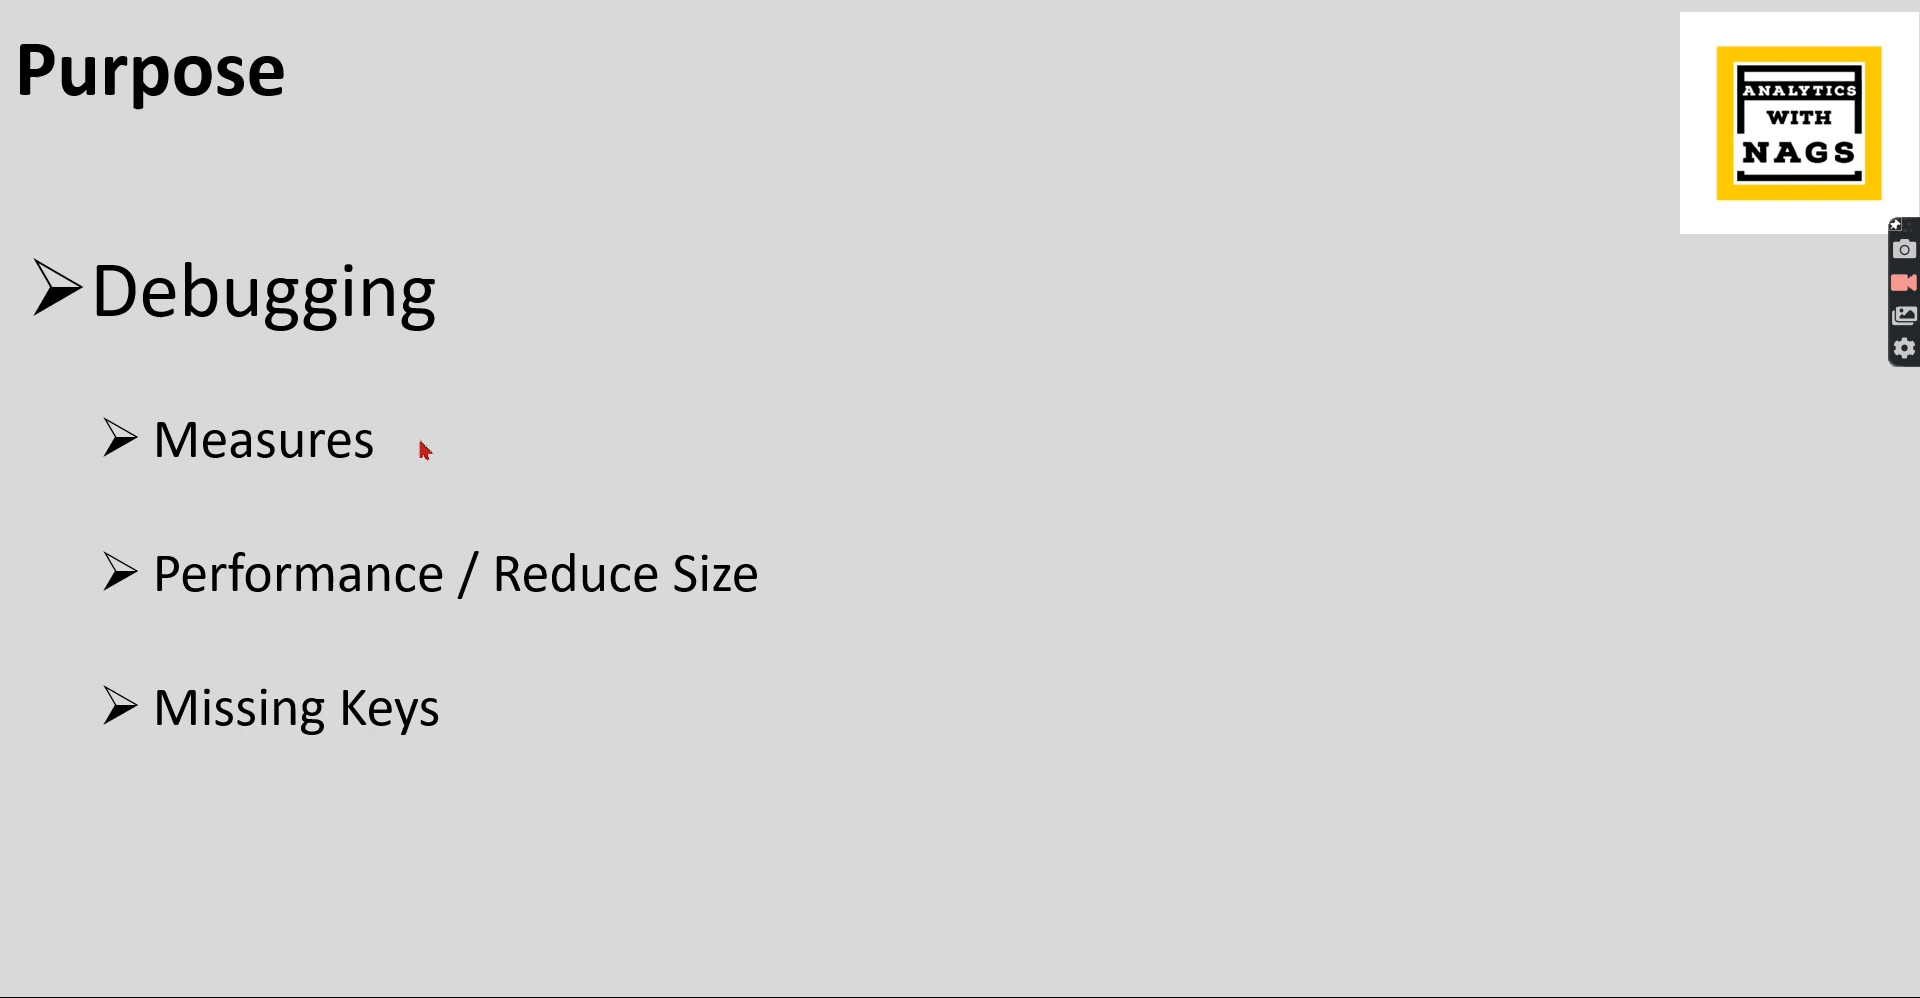 Purpose
ANALYTICS
WITH
NAGS
Debugging
Measures
Performance / Reduce Size
Missing Keys